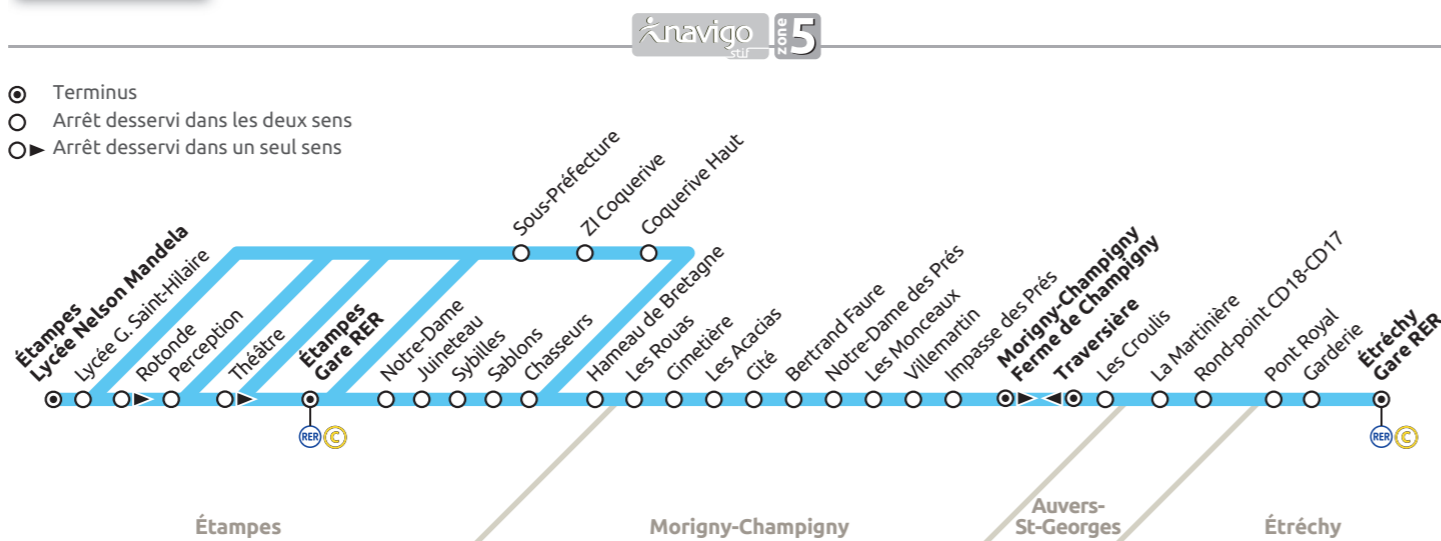 navigo
stif
zone
5
Terminus
Arrêt desservi dans les deux sens
Arrêt desservi dans un seul sens
Sous-Préfecture
ZI Coquerive
Coquerive Haut
Étampes
Lycée Nelson Mandela
Lycée G. Saint-Hilaire
Rotonde
Perception
Théâtre
Étampes
Gare RER
Notre-Dame
Juineteau
Sybilles
Sablons
Chasseurs
Hameau de Bretagne
Les Rouas
Cimetière
Les Acacias
Cité
Bertrand Faure
Notre-Dame des Prés
Les Monceaux
Villemartin
Impasse des Prés
Morigny-Champigny
Ferme de Champigny
Traversière
Les Croulis
La Martinière
Rond-point CD18-CD17
Pont Royal
Garderie
Étréchy
Gare RER
RER C
RER C
Étampes
Morigny-Champigny
Auvers-
St-Georges
Étréchy